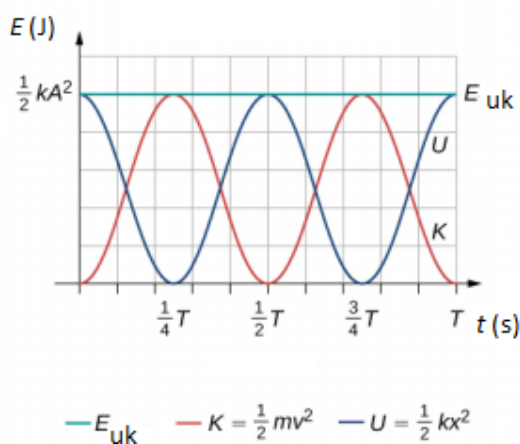 E (J)
½ kA²
E uk
U
K
¼ T
½ T
¾ T
T
t (s)
E uk
K = ½ mv²
U = ½ kx²